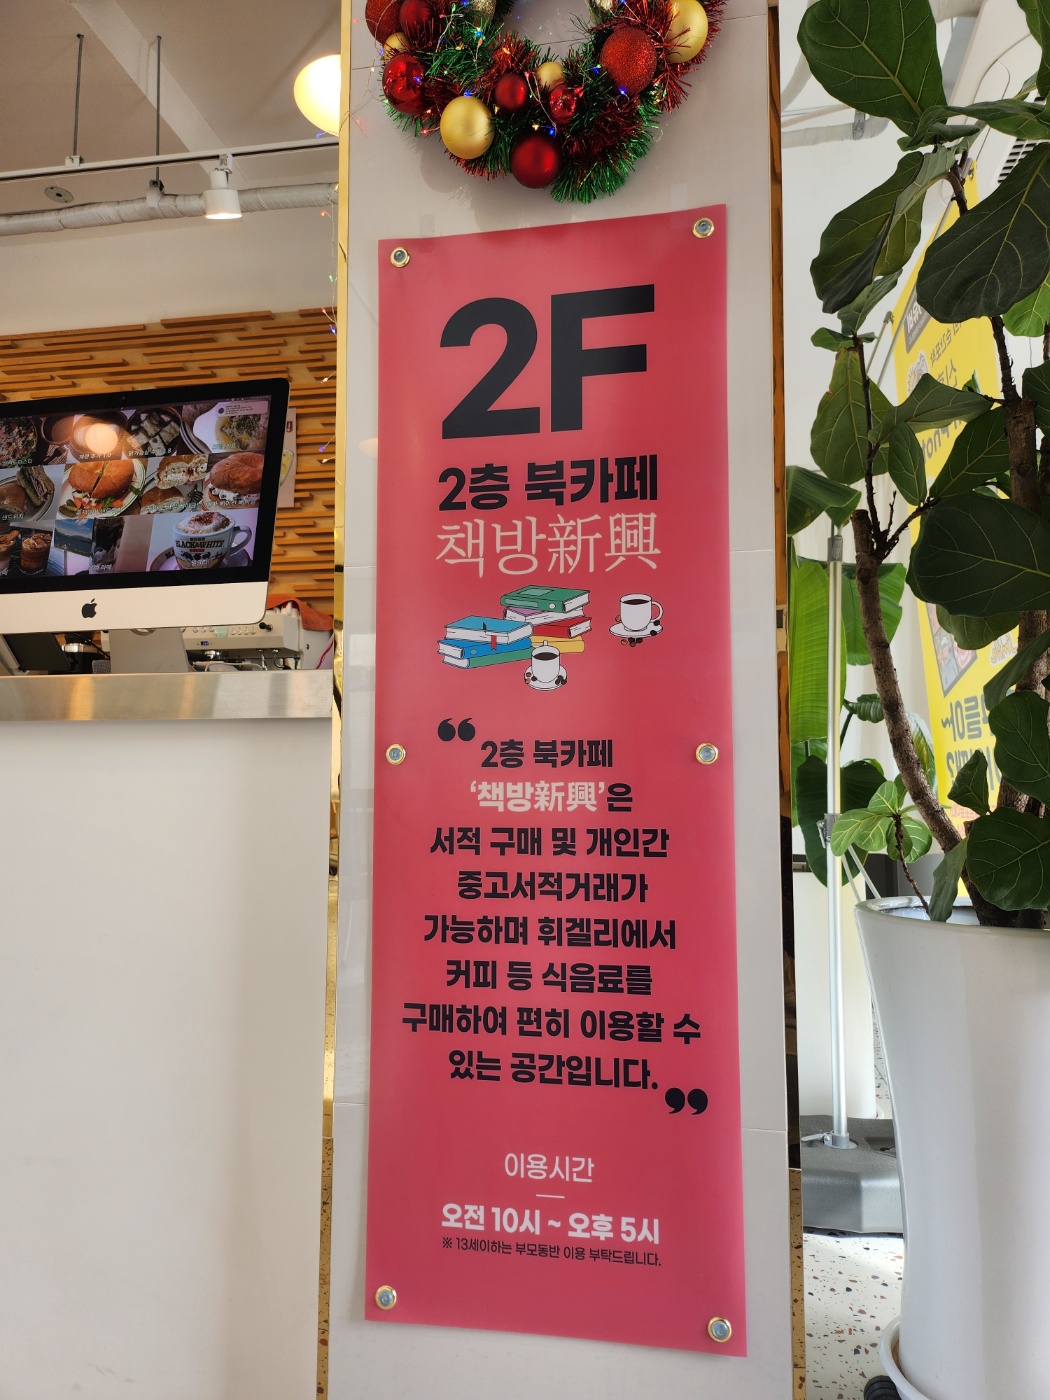 2F
2층 북카페
책방新興
“2층 북카페
‘책방新興’은
서적 구매 및 개인간
중고서적거래가
가능하며 휘겔리에서
커피 등 식음료를
구매하여 편히 이용할 수
있는 공간입니다.”
이용시간
오전 10시 ~ 오후 5시
※ 13세이하는 부모동반 이용 부탁드립니다.
BLACK&WHITE